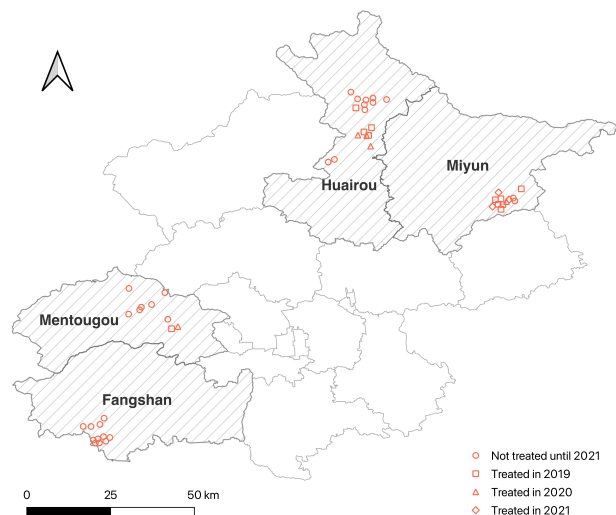 Miyun
Huairou
Mentougou
Fangshan
Not treated until 2021
Treated in 2019
Treated in 2020
Treated in 2021
0 25 50 km